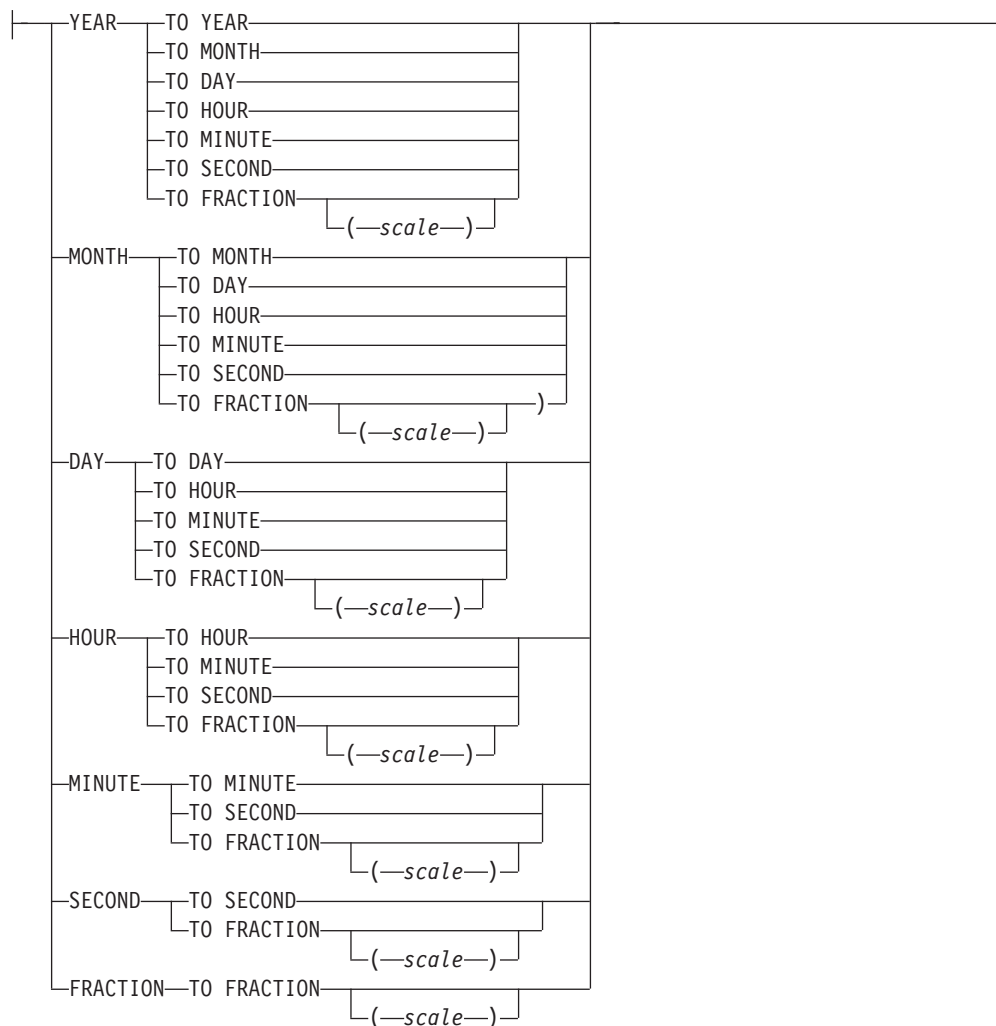 YEAR TO YEAR
TO MONTH
TO DAY
TO HOUR
TO MINUTE
TO SECOND
TO FRACTION
( scale )
MONTH TO MONTH
TO DAY
TO HOUR
TO MINUTE
TO SECOND
TO FRACTION )
( scale )
DAY TO DAY
TO HOUR
TO MINUTE
TO SECOND
TO FRACTION
( scale )
HOUR TO HOUR
TO MINUTE
TO SECOND
TO FRACTION
( scale )
MINUTE TO MINUTE
TO SECOND
TO FRACTION
( scale )
SECOND TO SECOND
TO FRACTION
( scale )
FRACTION TO FRACTION
( scale )